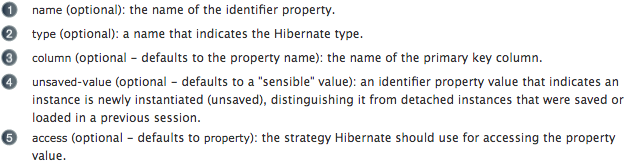 1 name (optional): the name of the identifier property.
2 type (optional): a name that indicates the Hibernate type.
3 column (optional - defaults to the property name): the name of the primary key column.
4 unsaved-value (optional - defaults to a "sensible" value): an identifier property value that indicates an
instance is newly instantiated (unsaved), distinguishing it from detached instances that were saved or
loaded in a previous session.
5 access (optional - defaults to property): the strategy Hibernate should use for accessing the property
value.